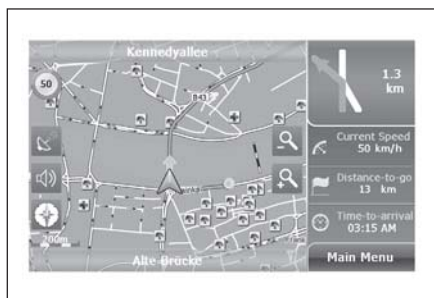 Kennedyallee
50
B43
200m
Alte Brücke
1.3
km
Current Speed
50 km/h
Distance-to-go
13 km
Time-to-arrival
03:15 AM
Main Menu